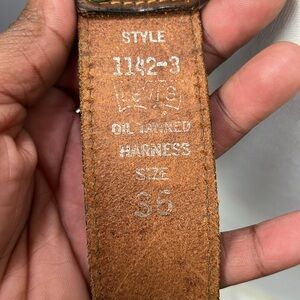 STYLE
1142-3
LEVI'S
OIL TANNED
HARNESS
SIZE
36